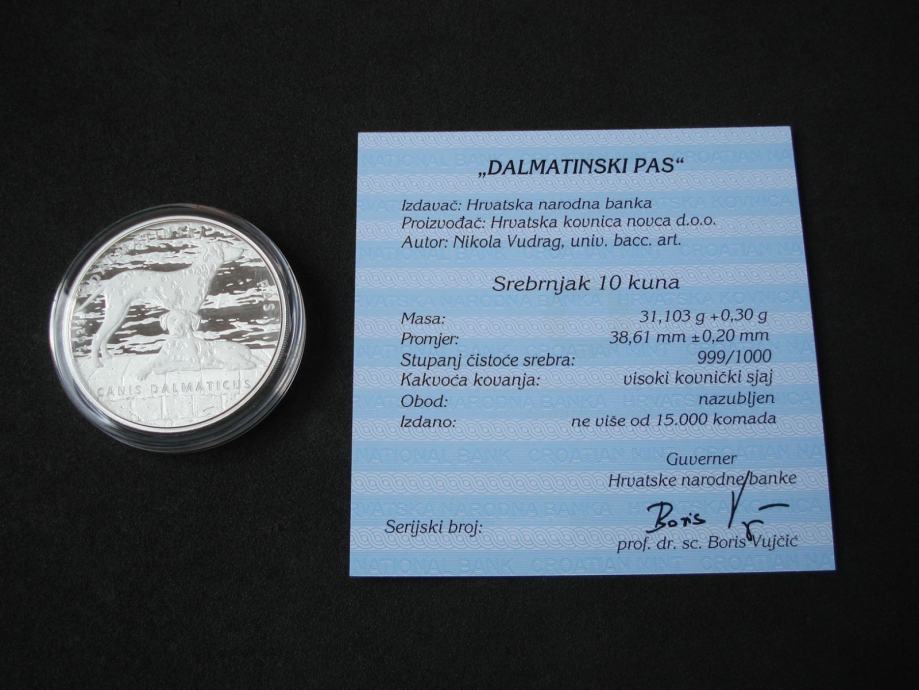 CANIS DALMATICUS
„DALMATINSKI PAS“
Izdavač: Hrvatska narodna banka
Proizvođač: Hrvatska kovnica novca d.o.o.
Autor: Nikola Vudrag, univ. bacc. art.
Srebrnjak 10 kuna
Masa: 31,103 g +0,30 g
Promjer: 38,61 mm ±0,20 mm
Stupanj čistoće srebra: 999/1000
Kakvoća kovanja: visoki kovnički sjaj
Obod: nazubljen
Izdano: ne više od 15.000 komada
Guverner
Hrvatske narodne banke
Boris
Serijski broj:
prof. dr. sc. Boris Vujčić